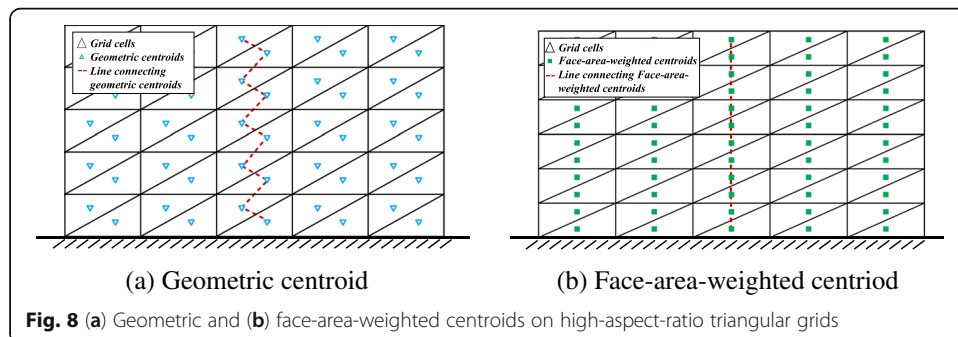 Grid cells
Geometric centroids
Line connecting
geometric centroids
Grid cells
Face-area-weighted centroids
Line connecting Face-area-
weighted centroids
(a) Geometric centroid
(b) Face-area-weighted centriod
Fig. 8 (a) Geometric and (b) face-area-weighted centroids on high-aspect-ratio triangular grids